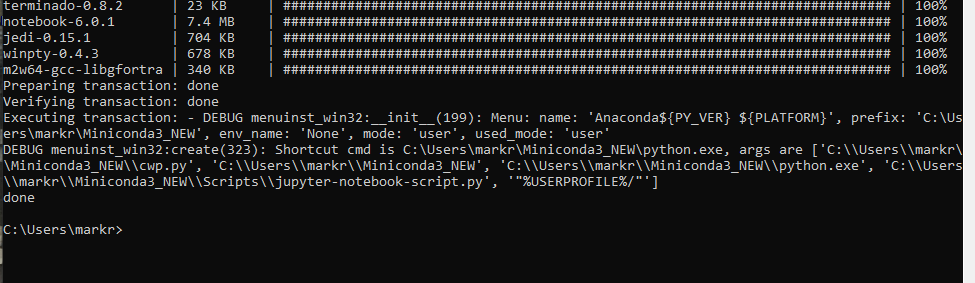 terminado-0.8.2 | 23 KB | ############################################################################ | 100%
notebook-6.0.1 | 7.4 MB | ############################################################################ | 100%
jedi-0.15.1 | 704 KB | ############################################################################ | 100%
winpty-0.4.3 | 678 KB | ############################################################################ | 100%
m2w64-gcc-libgfortra | 340 KB | ############################################################################ | 100%
Preparing transaction: done
Verifying transaction: done
Executing transaction: - DEBUG menuinst_win32:__init__(199): Menu: name: 'Anaconda${PY_VER} ${PLATFORM}', prefix: 'C:\Us
ers\markr\Miniconda3_NEW', env_name: 'None', mode: 'user', used_mode: 'user'
DEBUG menuinst_win32:create(323): Shortcut cmd is C:\Users\markr\Miniconda3_NEW\python.exe, args are ['C:\\Users\\markr\
\Miniconda3_NEW\\cwp.py', 'C:\\Users\\markr\\Miniconda3_NEW', 'C:\\Users\\markr\\Miniconda3_NEW\\python.exe', 'C:\\Users
\\markr\\Miniconda3_NEW\\Scripts\\jupyter-notebook-script.py', '"%USERPROFILE%/"']
done
C:\Users\markr>